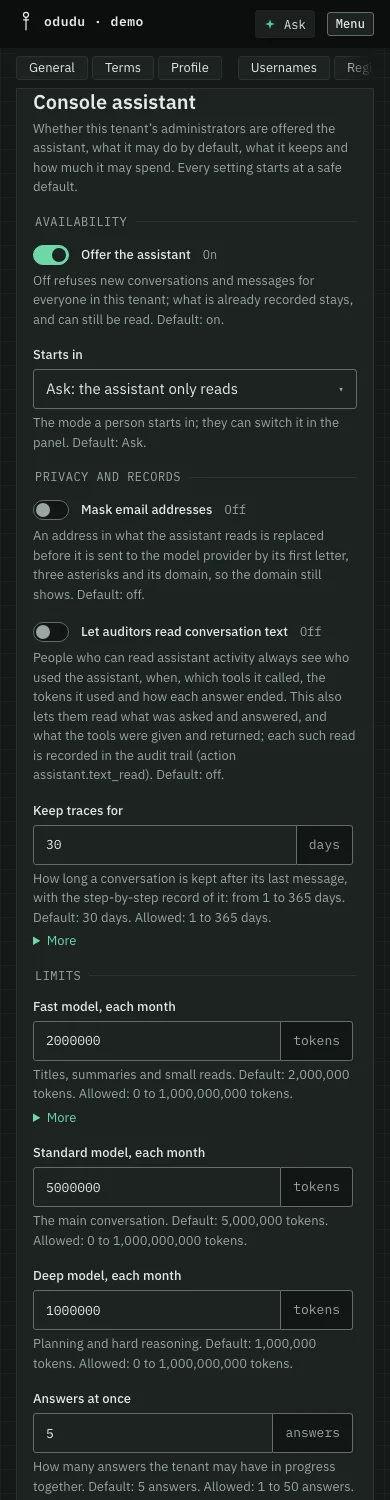 odudu · demo
Ask
Menu
General
Terms
Profile
Usernames
Console assistant
Whether this tenant’s administrators are offered the
assistant, what it may do by default, what it keeps and
how much it may spend. Every setting starts at a safe
default.
AVAILABILITY
Offer the assistant On
Off refuses new conversations and messages for
everyone in this tenant; what is already recorded stays,
and can still be read. Default: on.
Starts in
Ask: the assistant only reads
The mode a person starts in; they can switch it in the
panel. Default: Ask.
PRIVACY AND RECORDS
Mask email addresses Off
An address in what the assistant reads is replaced
before it is sent to the model provider by its first letter,
three asterisks and its domain, so the domain still
shows. Default: off.
Let auditors read conversation text Off
People who can read assistant activity always see who
used the assistant, when, which tools it called, the
tokens it used and how each answer ended. This also
lets them read what was asked and answered, and
what the tools were given and returned; each such read
is recorded in the audit trail (action
assistant.text_read). Default: off.
Keep traces for
30 days
How long a conversation is kept after its last message,
with the step-by-step record of it: from 1 to 365 days.
Default: 30 days. Allowed: 1 to 365 days.
More
LIMITS
Fast model, each month
2000000 tokens
Titles, summaries and small reads. Default: 2,000,000
tokens. Allowed: 0 to 1,000,000,000 tokens.
More
Standard model, each month
5000000 tokens
The main conversation. Default: 5,000,000 tokens.
Allowed: 0 to 1,000,000,000 tokens.
Deep model, each month
1000000 tokens
Planning and hard reasoning. Default: 1,000,000
tokens. Allowed: 0 to 1,000,000,000 tokens.
Answers at once
5 answers
How many answers the tenant may have in progress
together. Default: 5 answers. Allowed: 1 to 50 answers.